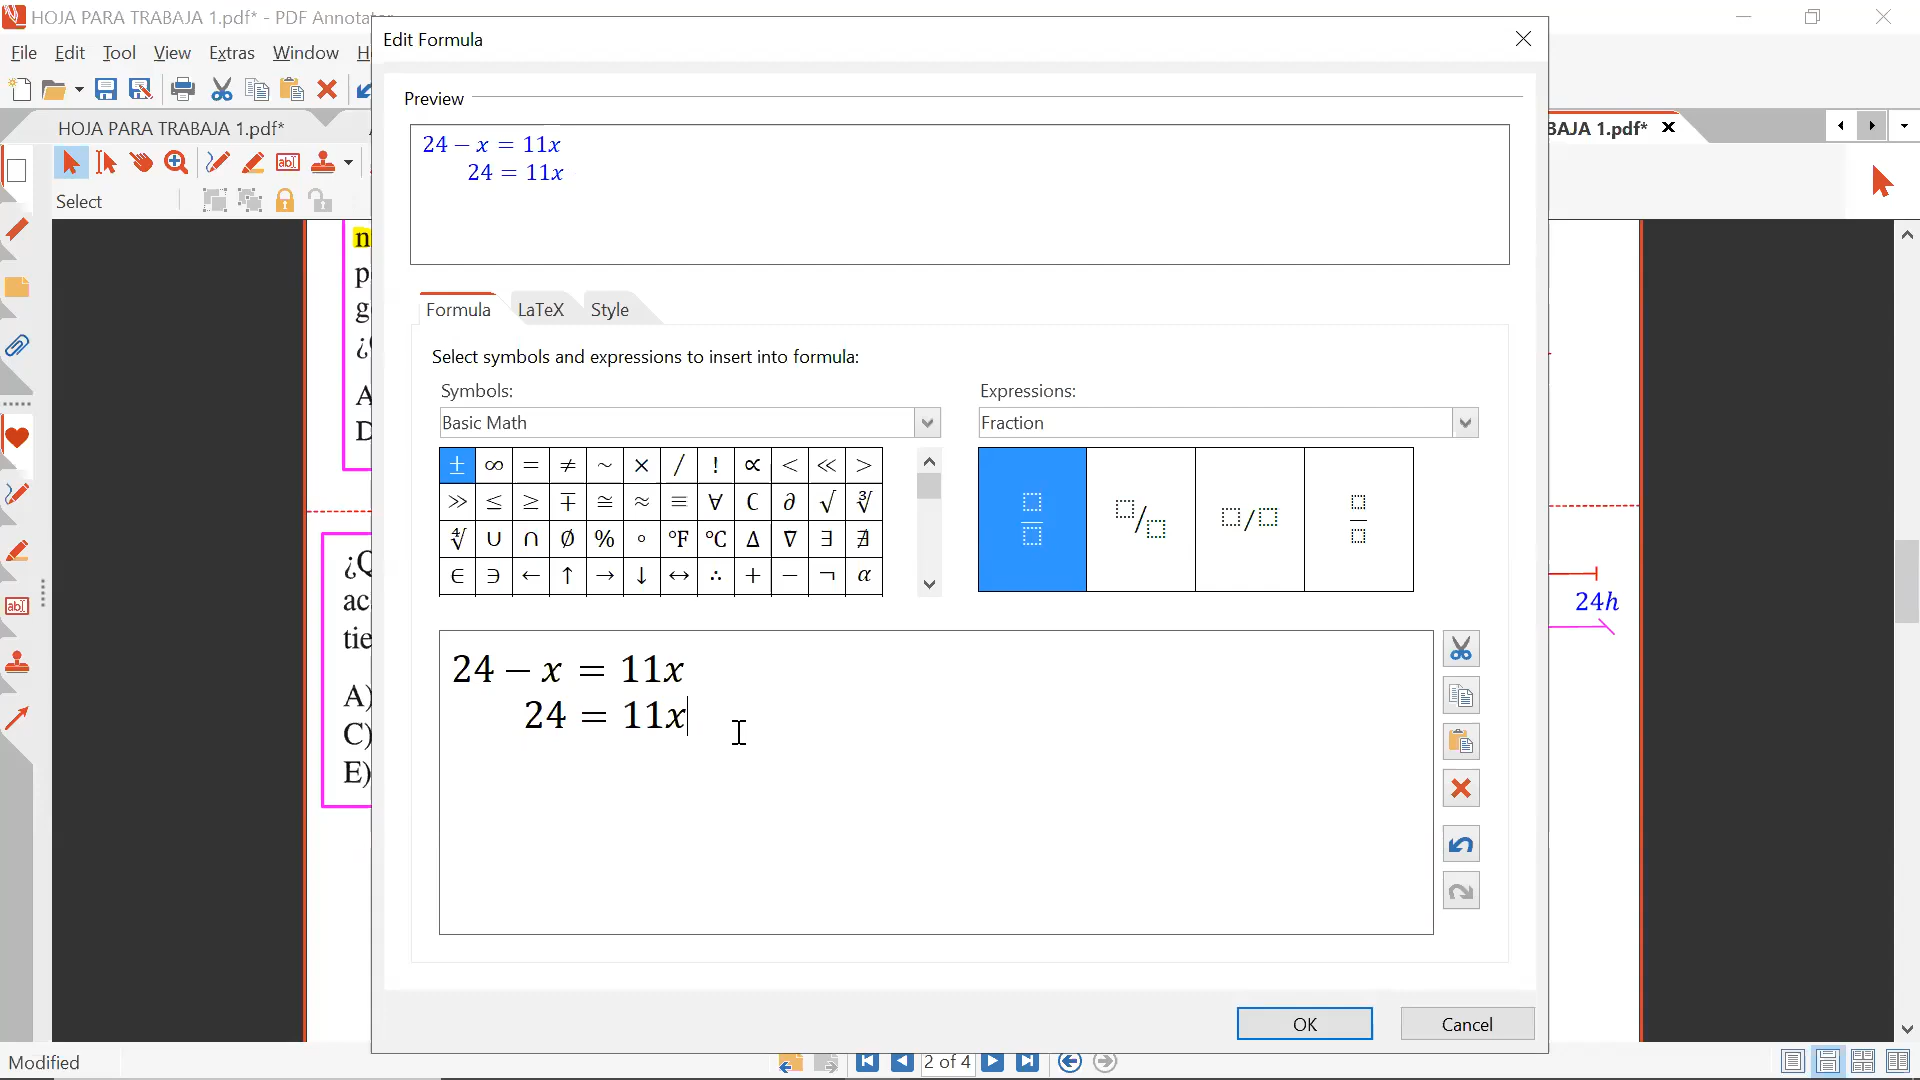 HOJA PARA TRABAJA 1.pdf* - PDF Annotator
File Edit Tool View Extras Window H
HOJA PARA TRABAJA 1.pdf*
Select
Edit Formula
Preview
24 − x = 11x
24 = 11x
Formula LaTeX Style
Select symbols and expressions to insert into formula:
Symbols:
Basic Math
± ∞ = ≠ ~ × / ! ∝ < ≪ >
≫ ≤ ≥ ∓ ≅ ≈ ≡ ∀ C ∂ √ ∛
∜ ∪ ∩ ∅ % ∘ °F °C Δ ∇ ∃ ∄
∈ ∋ ← ↑ → ↓ ↔ ∴ + − ¬ α
Expressions:
Fraction
24 − x = 11x
24 = 11x
OK Cancel
BAJA 1.pdf*
n
p
g
¿
A
D
¿Q
ac
tie
A)
C)
E)
24h
Modified
2 of 4